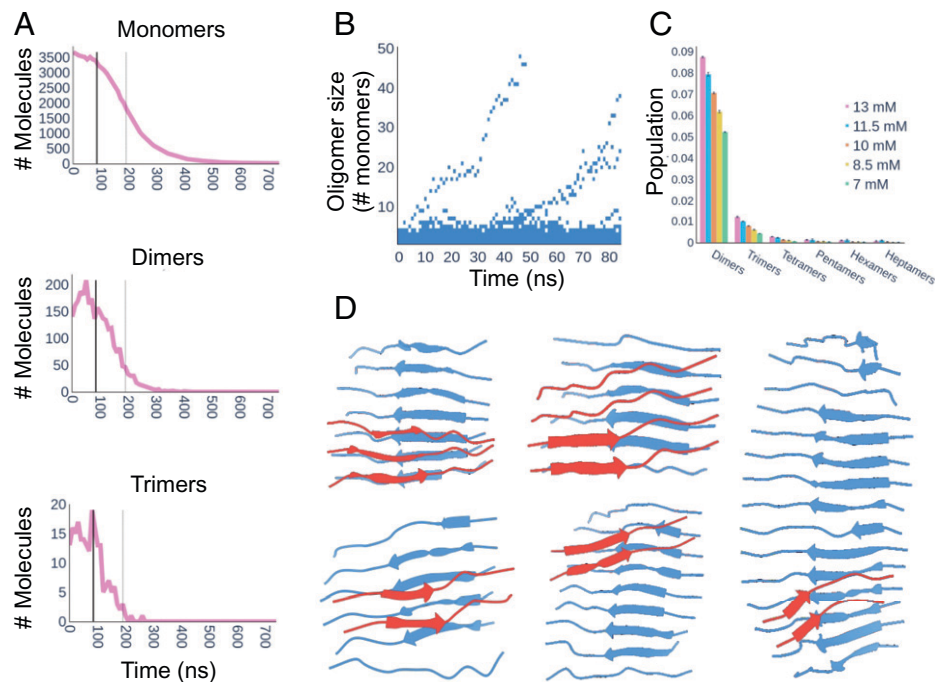 A
Monomers
# Molecules
3500
3000
2500
2000
1500
1000
500
0
0
100
200
300
400
500
600
700
Dimers
# Molecules
200
150
100
50
0
0
100
200
300
400
500
600
700
Trimers
# Molecules
20
15
10
5
0
0
100
200
300
400
500
600
700
Time (ns)
B
Oligomer size
(# monomers)
50
40
30
20
10
0
10
20
30
40
50
60
70
80
Time (ns)
C
Population
0.09
0.08
0.07
0.06
0.05
0.04
0.03
0.02
0.01
0
13 mM
11.5 mM
10 mM
8.5 mM
7 mM
Dimers
Trimers
Tetramers
Pentamers
Hexamers
Heptamers
D